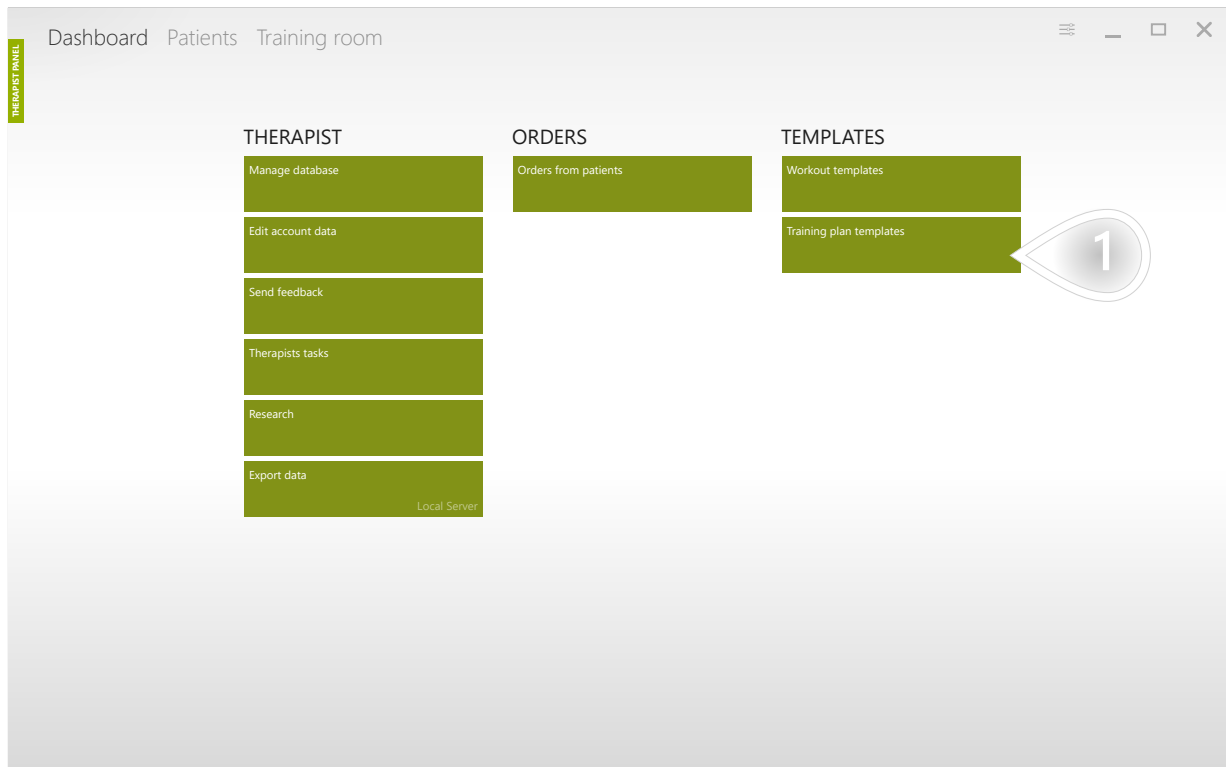 Dashboard Patients Training room
THERAPIST PANEL
THERAPIST
Manage database
Edit account data
Send feedback
Therapists tasks
Research
Export data
Local Server
ORDERS
Orders from patients
TEMPLATES
Workout templates
Training plan templates
1